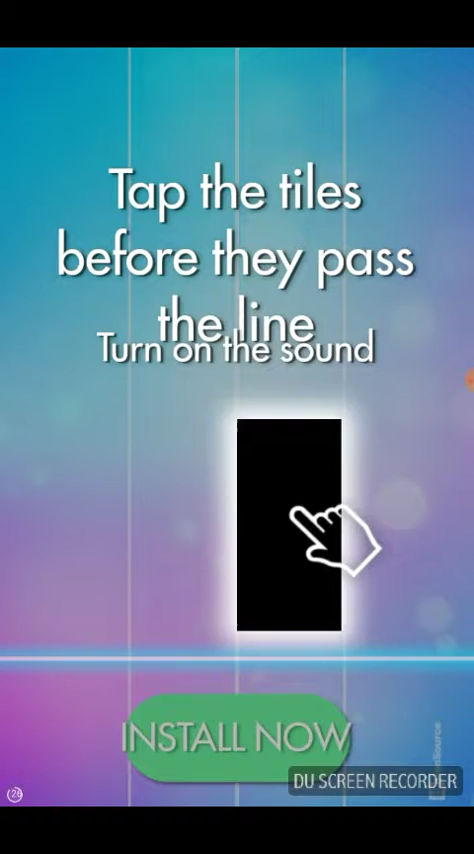 Tap the tiles
before they pass
the line
Turn on the sound
INSTALL NOW
DU SCREEN RECORDER